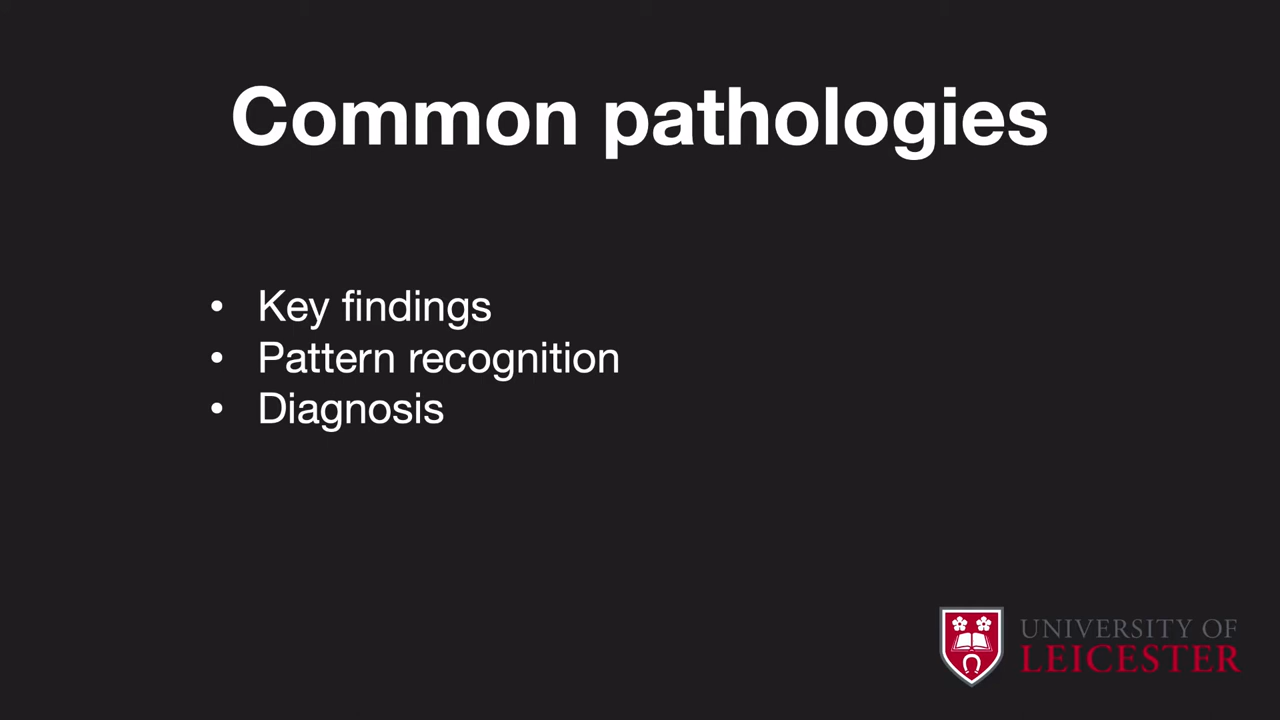 Common pathologies
• Key findings
• Pattern recognition
• Diagnosis
UNIVERSITY OF
LEICESTER